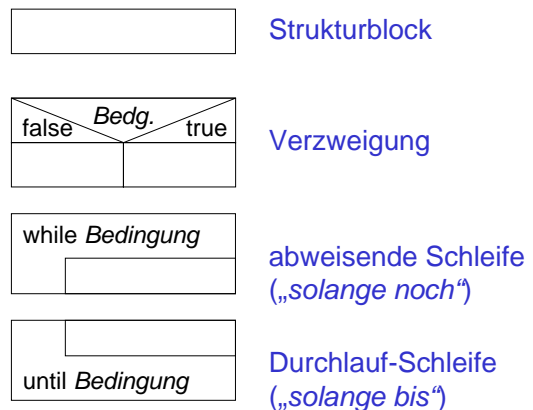 Strukturblock
false Bedg. true
Verzweigung
while Bedingung
abweisende Schleife
(„solange noch“)
until Bedingung
Durchlauf-Schleife
(„solange bis“)